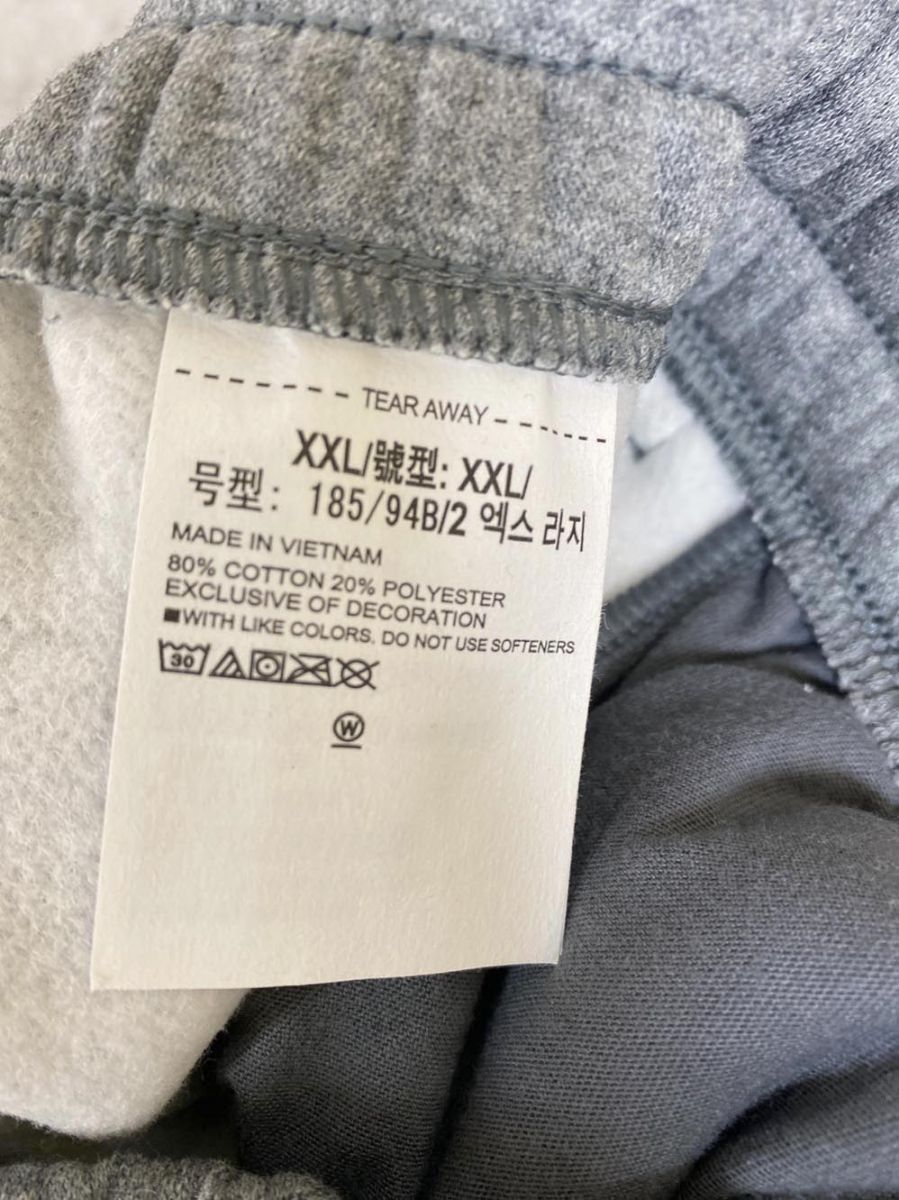 TEAR AWAY
XXL/號型: XXL/
号型: 185/94B/2 엑스 라지
MADE IN VIETNAM
80% COTTON 20% POLYESTER
EXCLUSIVE OF DECORATION
■WITH LIKE COLORS. DO NOT USE SOFTENERS
30
W